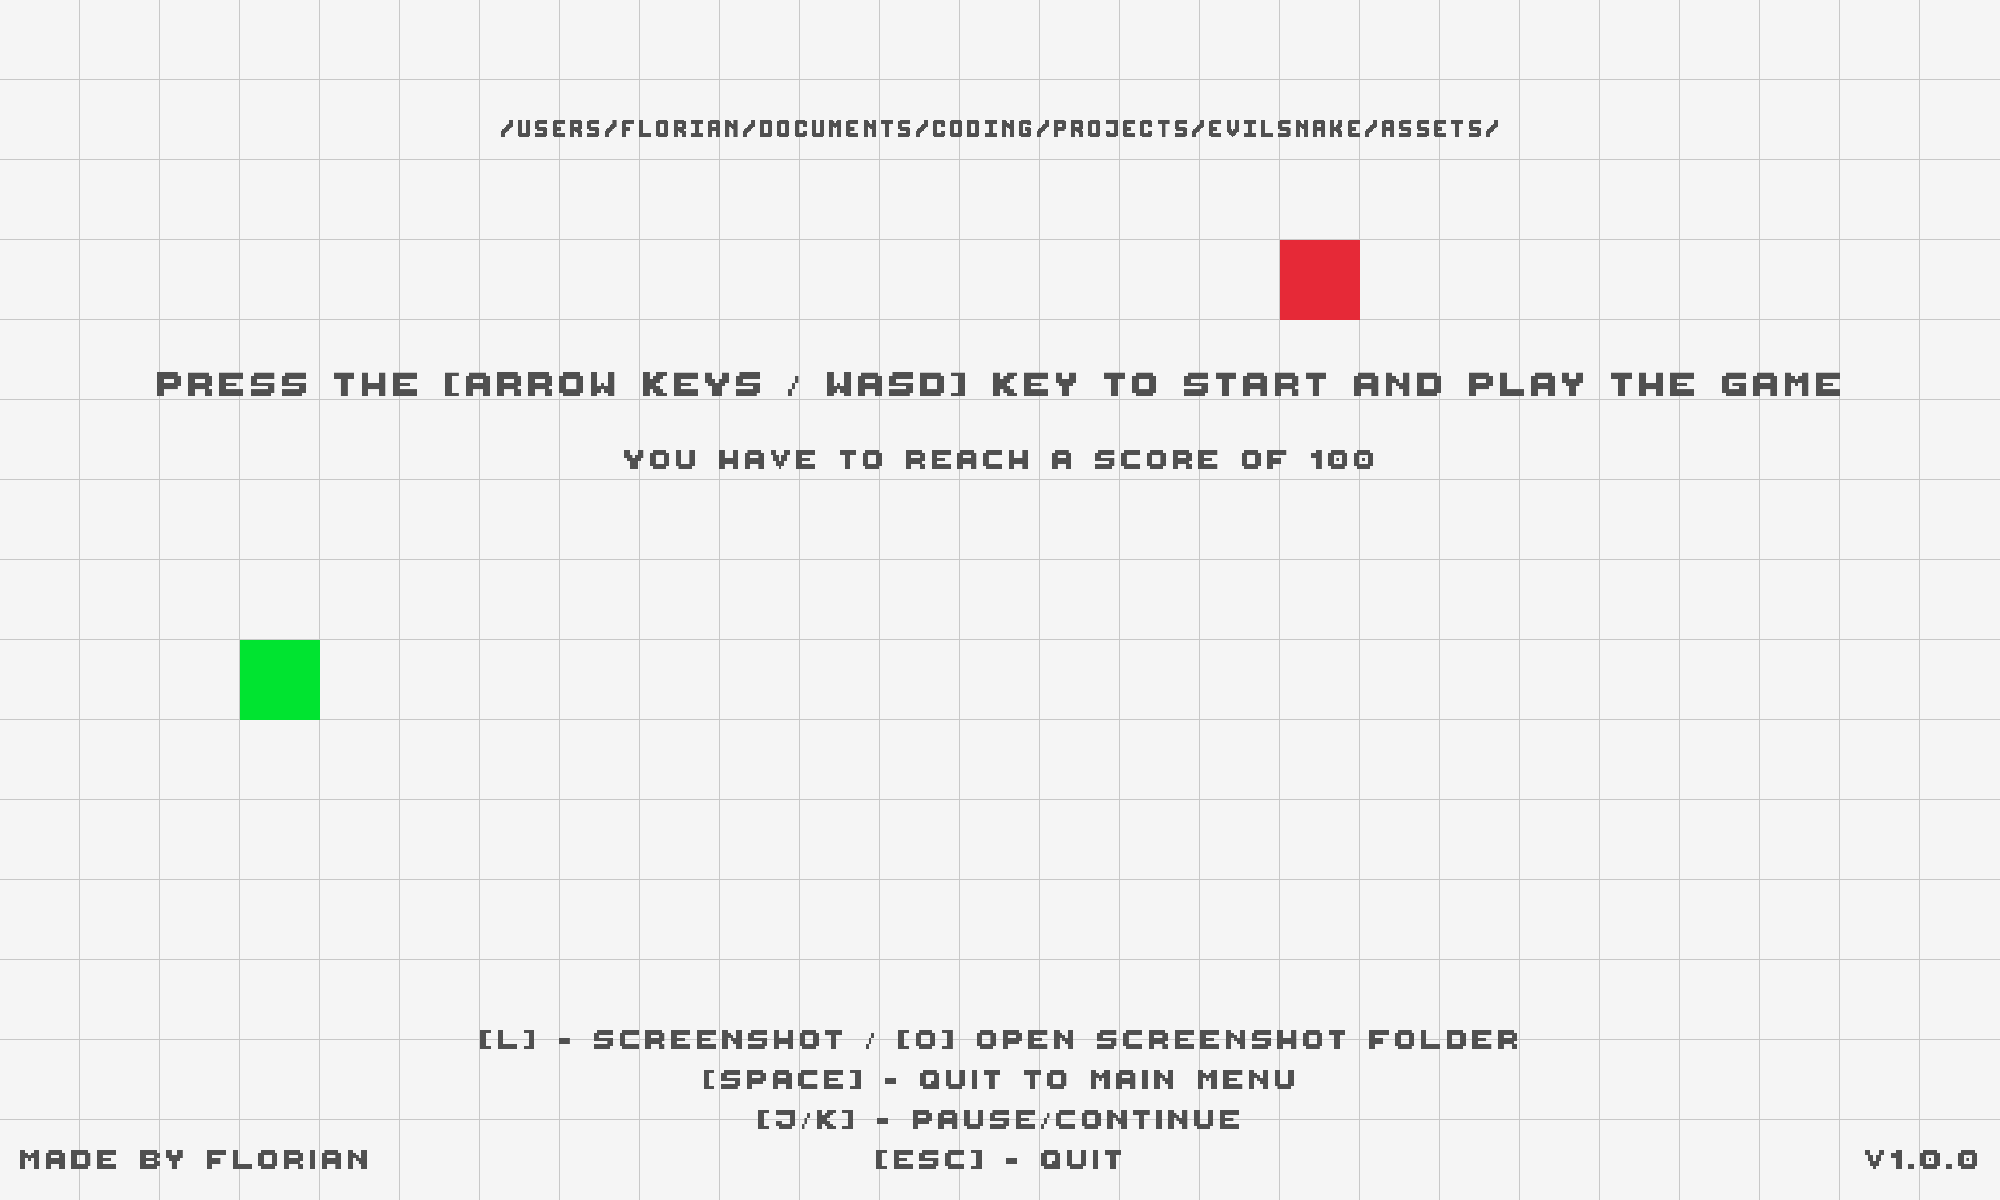 /USERS/FLORIAN/DOCUMENTS/CODING/PROJECTS/EVILSNAKE/ASSETS/
PRESS THE [ARROW KEYS / WASD] KEY TO START AND PLAY THE GAME
YOU HAVE TO REACH A SCORE OF 100
[L] - SCREENSHOT / [O] OPEN SCREENSHOT FOLDER
[SPACE] - QUIT TO MAIN MENU
[J/K] - PAUSE/CONTINUE
MADE BY FLORIAN
[ESC] - QUIT
V1.0.0